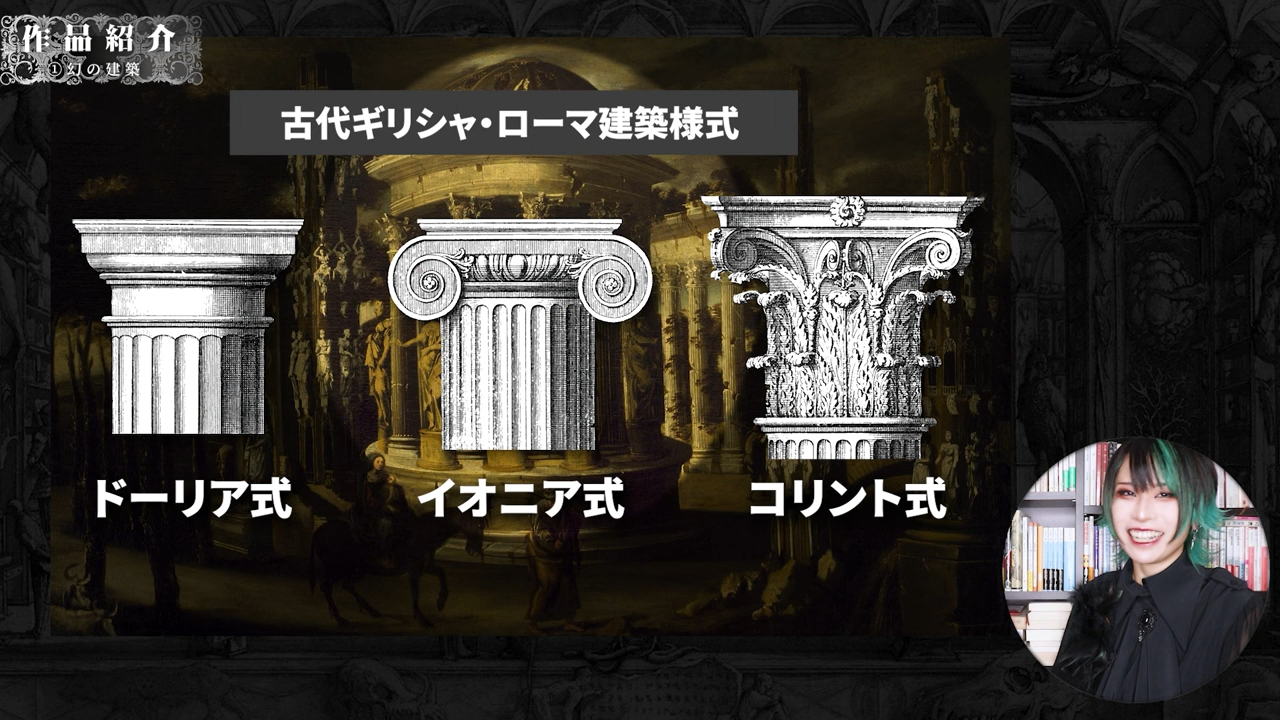 作品紹介
①幻の建築
古代ギリシャ・ローマ建築様式
ドーリア式
イオニア式
コリント式